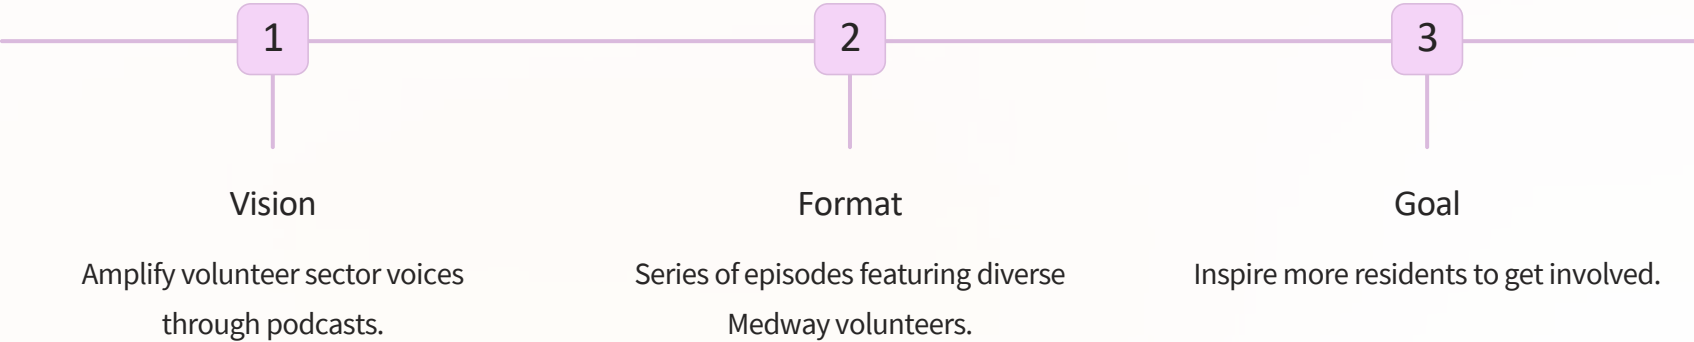 1
2
3
Vision
Amplify volunteer sector voices
through podcasts.
Format
Series of episodes featuring diverse
Medway volunteers.
Goal
Inspire more residents to get involved.